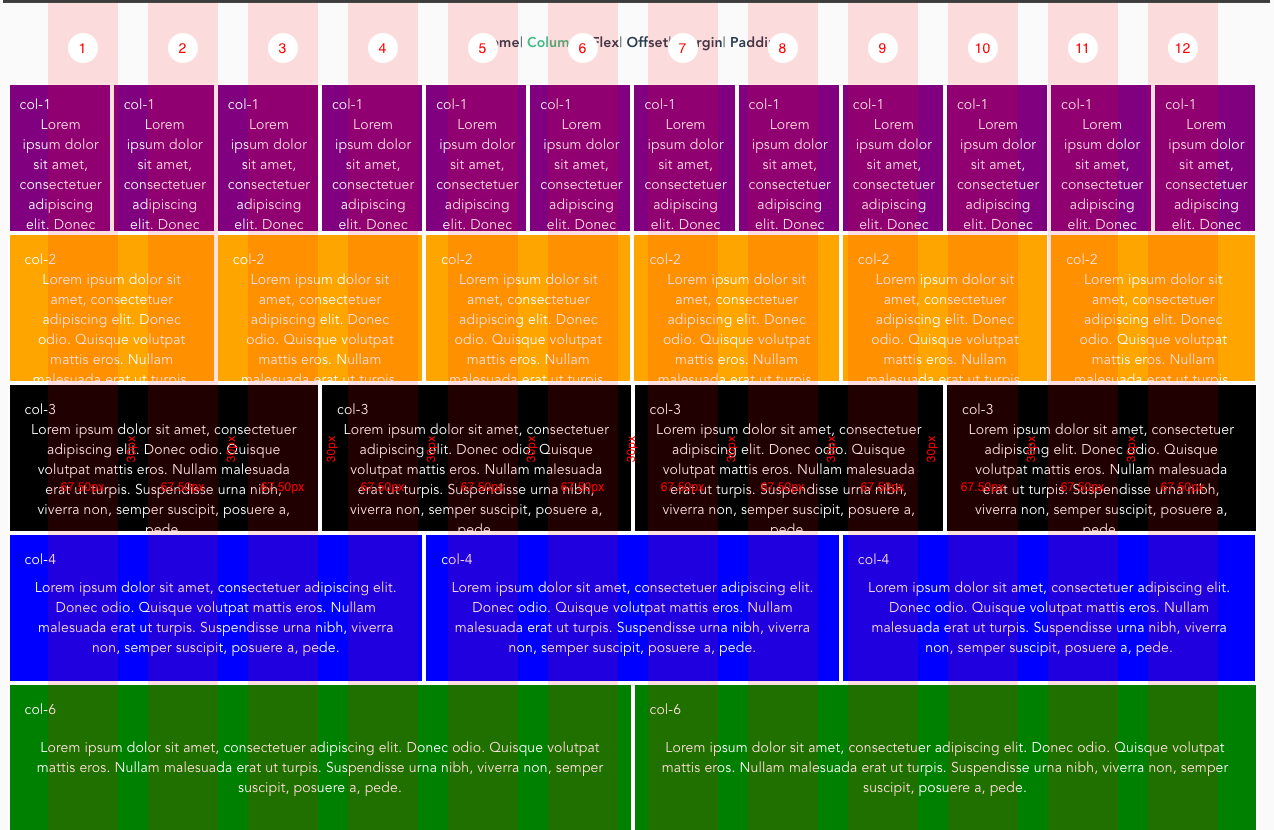 1 2 3 4 5 6 7 8 9 10 11 12
Flex| Offset|
col-1 col-1 col-1 col-1 col-1 col-1 col-1 col-1 col-1 col-1 col-1 col-1
Lorem Lorem Lorem Lorem Lorem Lorem Lorem Lorem Lorem Lorem Lorem Lorem
ipsum dolor ipsum dolor ipsum dolor ipsum dolor ipsum dolor ipsum dolor ipsum dolor ipsum dolor ipsum dolor ipsum dolor ipsum dolor ipsum dolor
sit amet, sit amet, sit amet, sit amet, sit amet, sit amet, sit amet, sit amet, sit amet, sit amet, sit amet, sit amet,
consectetuer consectetuer consectetuer consectetuer consectetuer consectetuer consectetuer consectetuer consectetuer consectetuer consectetuer consectetuer
adipiscing adipiscing adipiscing adipiscing adipiscing adipiscing adipiscing adipiscing adipiscing adipiscing adipiscing adipiscing
elit. Donec elit. Donec elit. Donec elit. Donec elit. Donec elit. Donec elit. Donec elit. Donec elit. Donec elit. Donec elit. Donec elit. Donec
col-2 col-2 col-2 col-2 col-2 col-2
Lorem ipsum dolor sit Lorem ipsum dolor sit Lorem ipsum dolor sit Lorem ipsum dolor sit Lorem ipsum dolor sit Lorem ipsum dolor sit
amet, consectetuer amet, consectetuer amet, consectetuer amet, consectetuer amet, consectetuer amet, consectetuer
adipiscing elit. Donec adipiscing elit. Donec adipiscing elit. Donec adipiscing elit. Donec adipiscing elit. Donec adipiscing elit. Donec
odio. Quisque volutpat odio. Quisque volutpat odio. Quisque volutpat odio. Quisque volutpat odio. Quisque volutpat odio. Quisque volutpat
mattis eros. Nullam mattis eros. Nullam mattis eros. Nullam mattis eros. Nullam mattis eros. Nullam mattis eros. Nullam
malesuada erat ut turpis. malesuada erat ut turpis. malesuada erat ut turpis. malesuada erat ut turpis. malesuada erat ut turpis. malesuada erat ut turpis.
col-3 col-3 col-3 col-3
Lorem ipsum dolor sit amet, consectetuer Lorem ipsum dolor sit amet, consectetuer Lorem ipsum dolor sit amet, consectetuer Lorem ipsum dolor sit amet, consectetuer
adipiscing elit. Donec odio. Quisque adipiscing elit. Donec odio. Quisque adipiscing elit. Donec odio. Quisque adipiscing elit. Donec odio. Quisque
30px 30px 30px 30px 30px 30px 30px 30px 30px 30px 30px
volutpat mattis eros. Nullam malesuada volutpat mattis eros. Nullam malesuada volutpat mattis eros. Nullam malesuada volutpat mattis eros. Nullam malesuada
67.50px 67.50px 67.50px 67.50px 67.50px 67.50px 67.50px 67.50px 67.50px 67.50px 67.50px 67.50px
erat ut turpis. Suspendisse urna nibh, erat ut turpis. Suspendisse urna nibh, erat ut turpis. Suspendisse urna nibh, erat ut turpis. Suspendisse urna nibh,
viverra non, semper suscipit, posuere a, viverra non, semper suscipit, posuere a, viverra non, semper suscipit, posuere a, viverra non, semper suscipit, posuere a,
pede. pede. pede. pede.
col-4 col-4 col-4
Lorem ipsum dolor sit amet, consectetuer adipiscing elit. Lorem ipsum dolor sit amet, consectetuer adipiscing elit. Lorem ipsum dolor sit amet, consectetuer adipiscing elit.
Donec odio. Quisque volutpat mattis eros. Nullam Donec odio. Quisque volutpat mattis eros. Nullam Donec odio. Quisque volutpat mattis eros. Nullam
malesuada erat ut turpis. Suspendisse urna nibh, viverra malesuada erat ut turpis. Suspendisse urna nibh, viverra malesuada erat ut turpis. Suspendisse urna nibh, viverra
non, semper suscipit, posuere a, pede. non, semper suscipit, posuere a, pede. non, semper suscipit, posuere a, pede.
col-6 col-6
Lorem ipsum dolor sit amet, consectetuer adipiscing elit. Donec odio. Quisque volutpat Lorem ipsum dolor sit amet, consectetuer adipiscing elit. Donec odio. Quisque volutpat
mattis eros. Nullam malesuada erat ut turpis. Suspendisse urna nibh, viverra non, semper mattis eros. Nullam malesuada erat ut turpis. Suspendisse urna nibh, viverra non, semper
suscipit, posuere a, pede. suscipit, posuere a, pede.